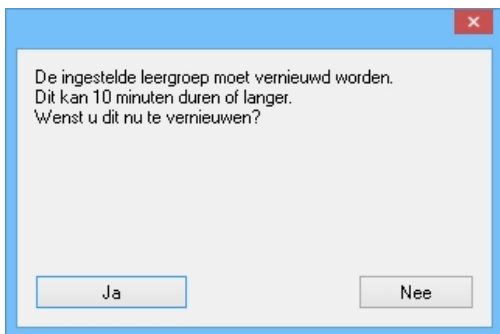 De ingestelde leergroep moet vernieuwd worden.
Dit kan 10 minuten duren of langer.
Wenst u dit nu te vernieuwen?
Ja
Nee